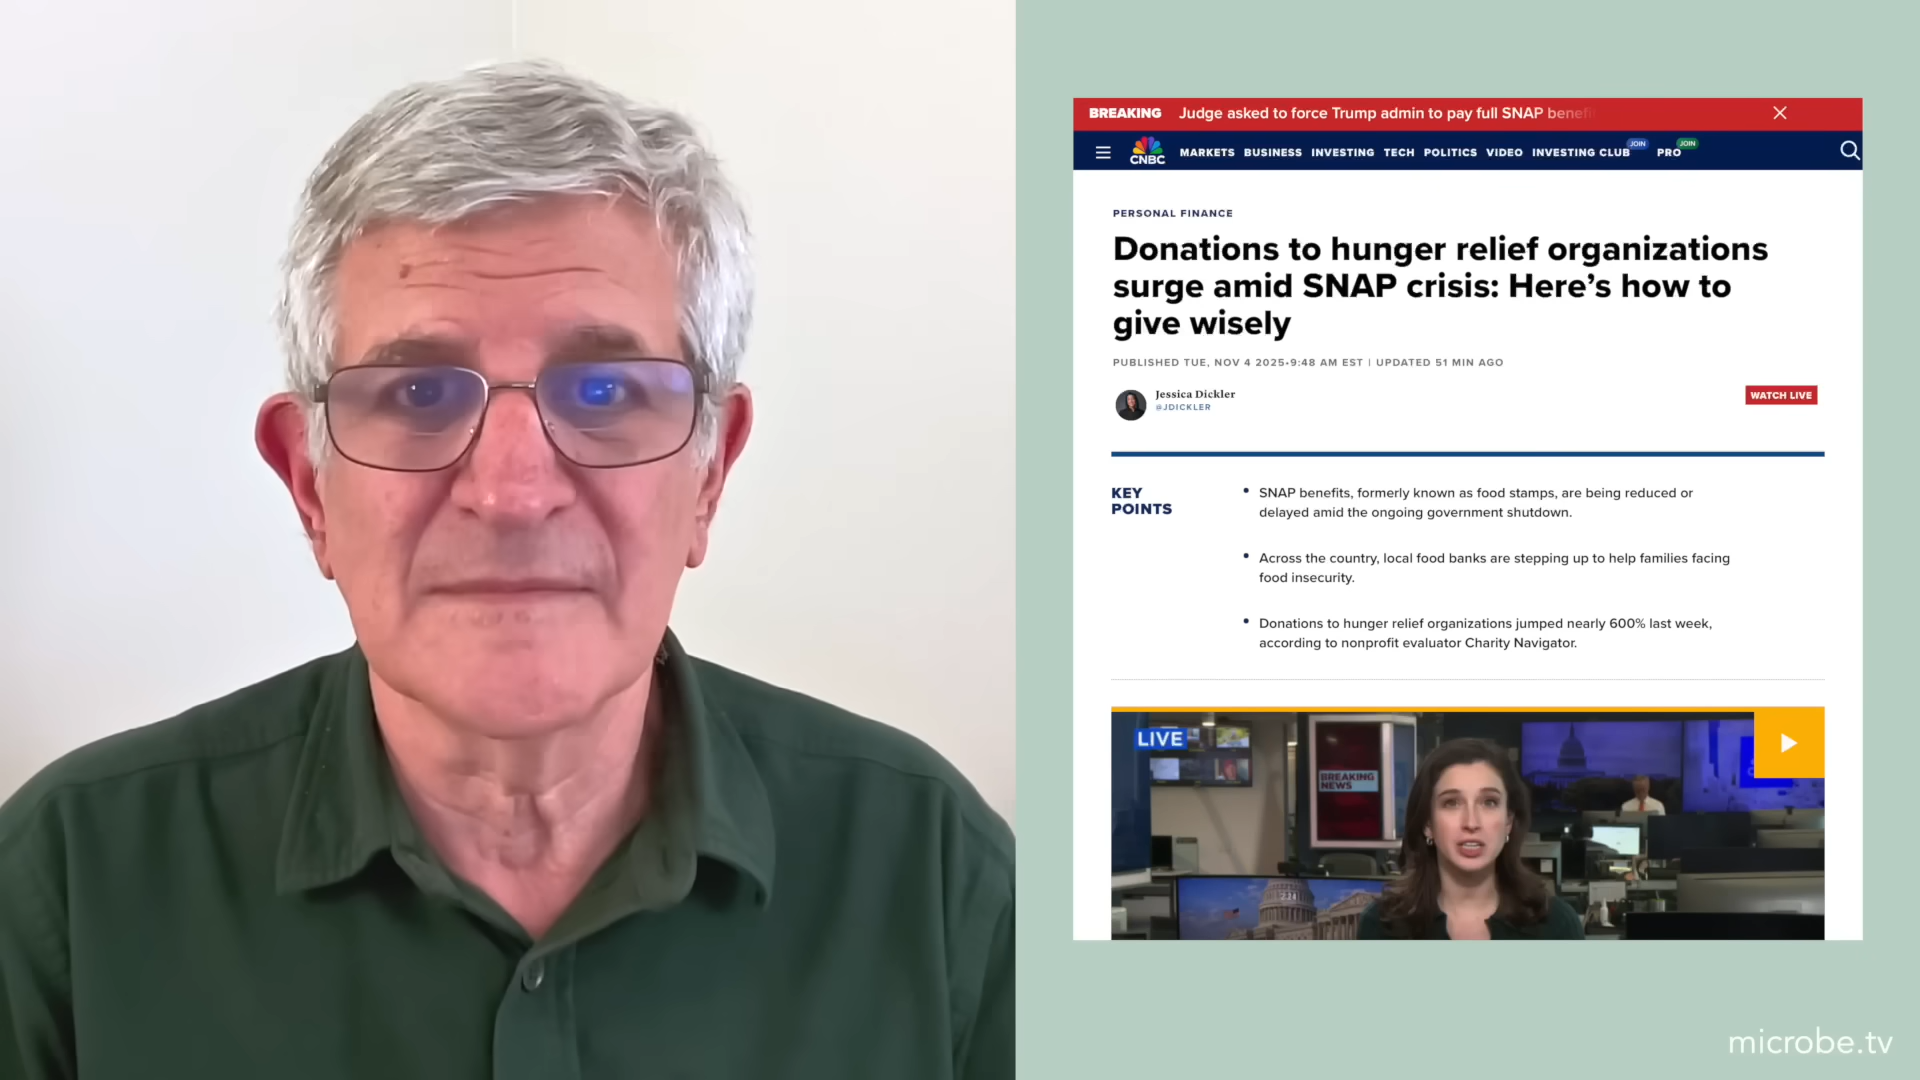 BREAKING Judge asked to force Trump admin to pay full SNAP benefi
CNBC
MARKETS BUSINESS INVESTING TECH POLITICS VIDEO INVESTING CLUB JOIN PRO JOIN
PERSONAL FINANCE
Donations to hunger relief organizations
surge amid SNAP crisis: Here’s how to
give wisely
PUBLISHED TUE, NOV 4 2025•9:48 AM EST | UPDATED 51 MIN AGO
Jessica Dickler
@JDICKLER
WATCH LIVE
KEY
POINTS
SNAP benefits, formerly known as food stamps, are being reduced or
delayed amid the ongoing government shutdown.
Across the country, local food banks are stepping up to help families facing
food insecurity.
Donations to hunger relief organizations jumped nearly 600% last week,
according to nonprofit evaluator Charity Navigator.
LIVE
BREAKING
NEWS
microbe.tv